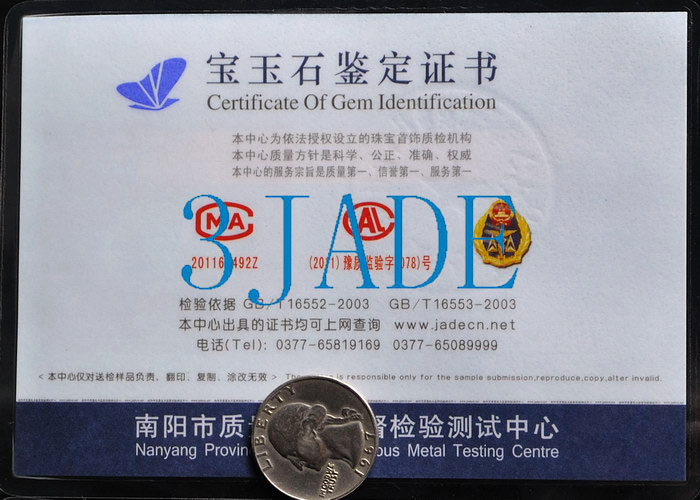 宝玉石鉴定证书
Certificate Of Gem Identification
本中心为依法授权设立的珠宝首饰质检机构
本中心质量方针是科学、公正、准确、权威
本中心的服务宗旨是质量第一、信誉第一、服务第一
3JADE
MA
AL
2011 492Z
(2011)豫质监验字 078)号
检验依据 GB/T16552-2003 GB/T16553-2003
本中心出具的证书均可上网查询 www.jadecn.net
电话(Tel): 0377-65819169 0377-65089999
<本中心仅对送检样品负责,翻印、复制、涂改无效> is responsible only for the sample submission,reproduce,copy,alter invalid.
南阳市质 督检验测试中心
Nanyang Provin ous Metal Testing Centre
LIBERTY
1967